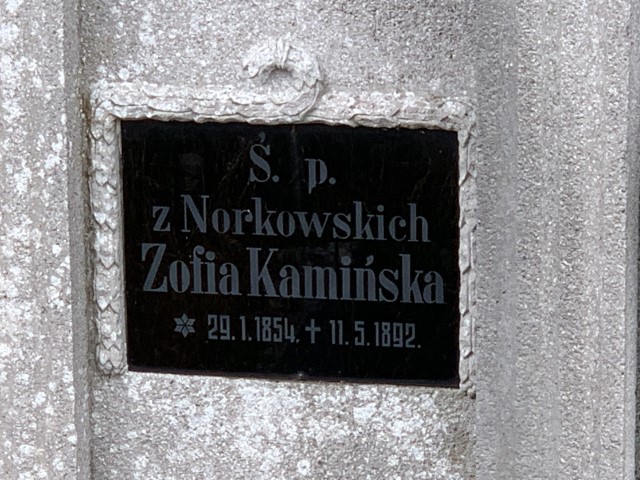 Ś. p.
z Norkowskich
Zofia Kamińska
* 29.1.1854. † 11.5.1892.